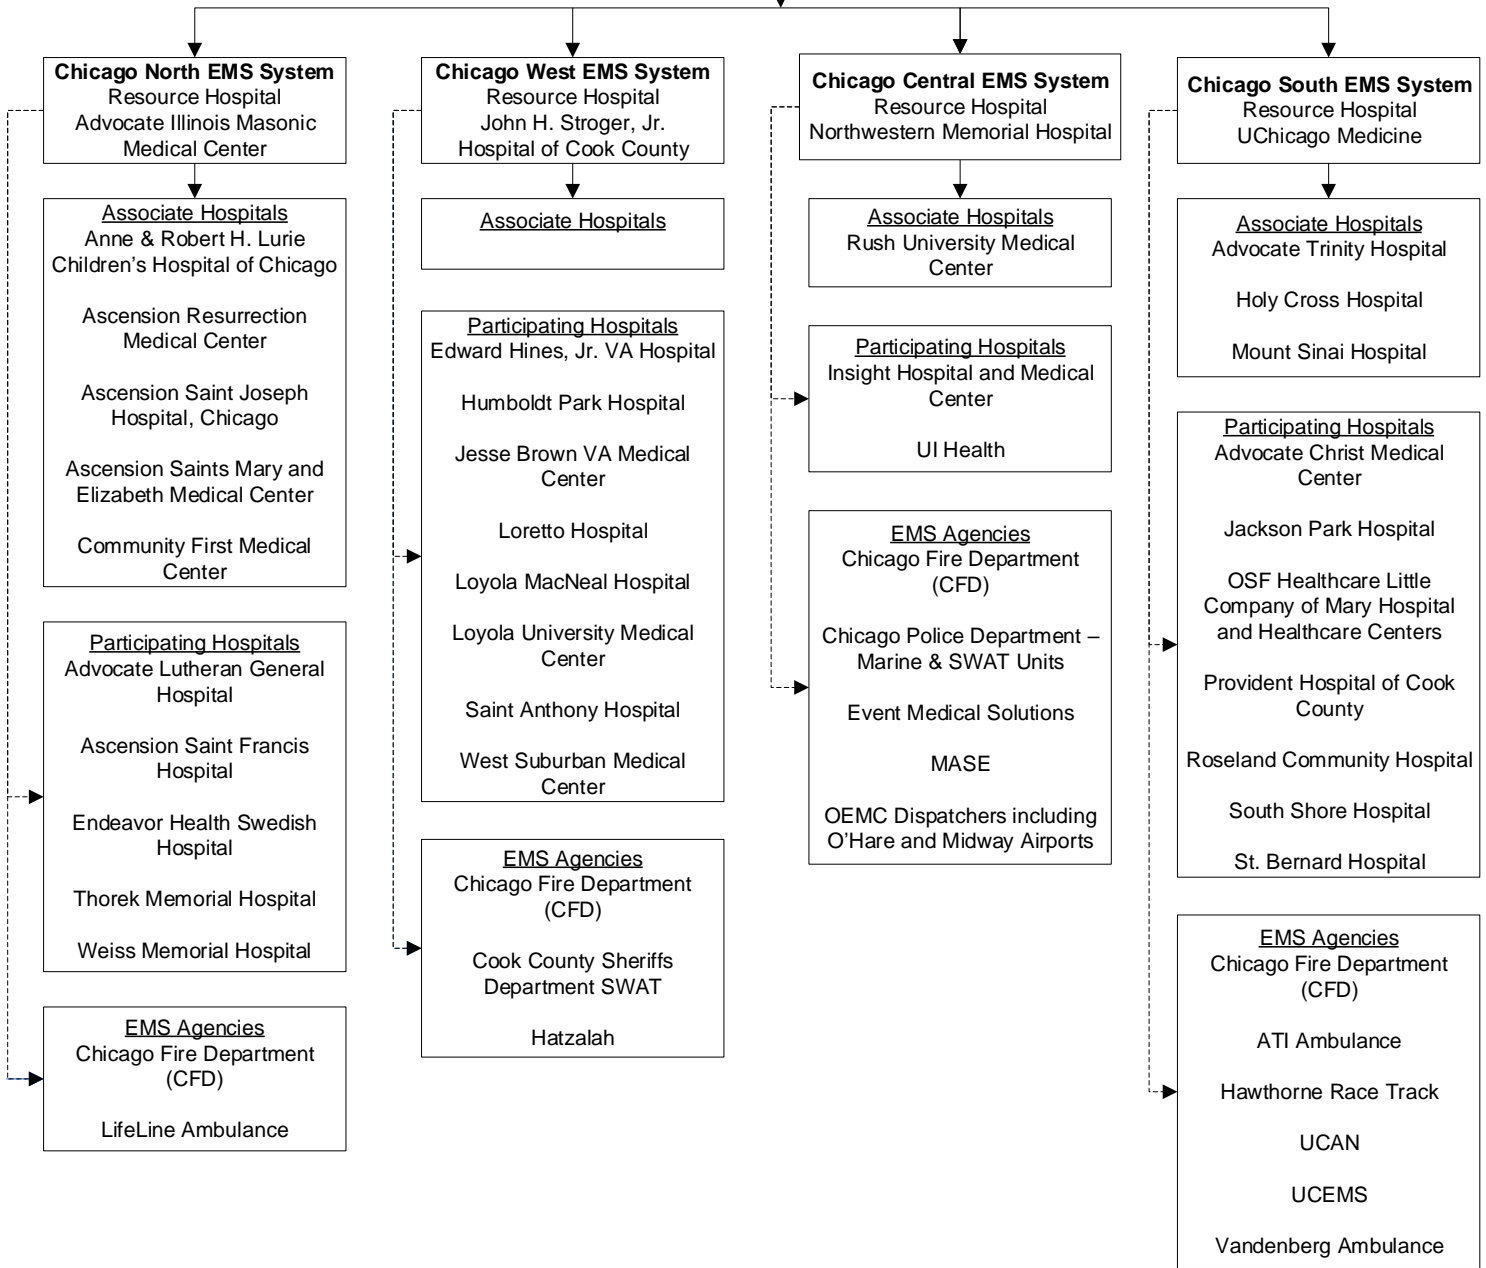 Chicago North EMS System
Resource Hospital
Advocate Illinois Masonic
Medical Center
Associate Hospitals
Anne & Robert H. Lurie
Children's Hospital of Chicago
Ascension Resurrection
Medical Center
Ascension Saint Joseph
Hospital, Chicago
Ascension Saints Mary and
Elizabeth Medical Center
Community First Medical
Center
Participating Hospitals
Advocate Lutheran General
Hospital
Ascension Saint Francis
Hospital
Endeavor Health Swedish
Hospital
Thorek Memorial Hospital
Weiss Memorial Hospital
EMS Agencies
Chicago Fire Department
(CFD)
LifeLine Ambulance
Chicago West EMS System
Resource Hospital
John H. Stroger, Jr.
Hospital of Cook County
Associate Hospitals
Participating Hospitals
Edward Hines, Jr. VA Hospital
Humboldt Park Hospital
Jesse Brown VA Medical
Center
Loretto Hospital
Loyola MacNeal Hospital
Loyola University Medical
Center
Saint Anthony Hospital
West Suburban Medical
Center
EMS Agencies
Chicago Fire Department
(CFD)
Cook County Sheriffs
Department SWAT
Hatzalah
Chicago Central EMS System
Resource Hospital
Northwestern Memorial Hospital
Associate Hospitals
Rush University Medical
Center
Participating Hospitals
Insight Hospital and Medical
Center
UI Health
EMS Agencies
Chicago Fire Department
(CFD)
Chicago Police Department –
Marine & SWAT Units
Event Medical Solutions
MASE
OEMC Dispatchers including
O'Hare and Midway Airports
Chicago South EMS System
Resource Hospital
UChicago Medicine
Associate Hospitals
Advocate Trinity Hospital
Holy Cross Hospital
Mount Sinai Hospital
Participating Hospitals
Advocate Christ Medical
Center
Jackson Park Hospital
OSF Healthcare Little
Company of Mary Hospital
and Healthcare Centers
Provident Hospital of Cook
County
Roseland Community Hospital
South Shore Hospital
St. Bernard Hospital
EMS Agencies
Chicago Fire Department
(CFD)
ATI Ambulance
Hawthorne Race Track
UCAN
UCEMS
Vandenberg Ambulance